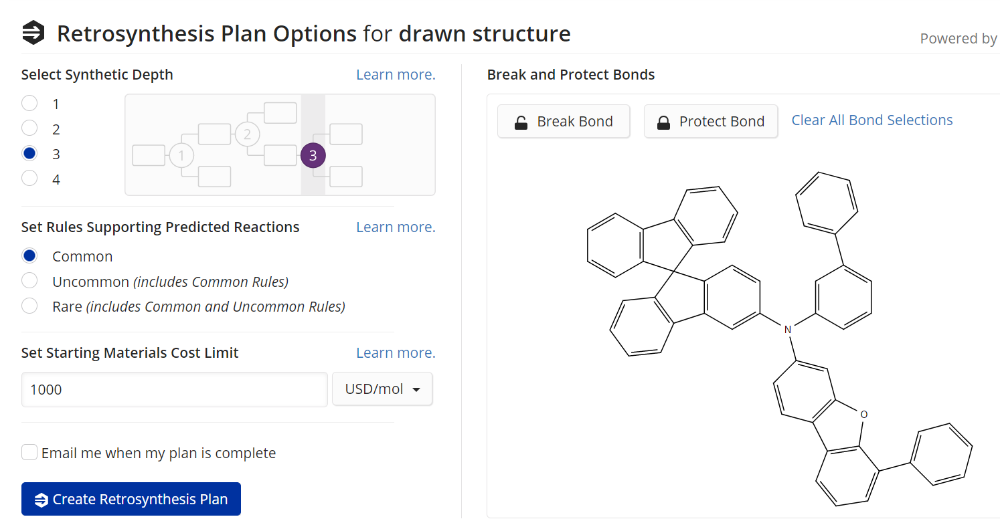 Retrosynthesis Plan Options for drawn structure
Powered by
Select Synthetic Depth
Learn more.
1
2
3
4
1
2
3
Set Rules Supporting Predicted Reactions
Learn more.
Common
Uncommon (includes Common Rules)
Rare (includes Common and Uncommon Rules)
Set Starting Materials Cost Limit
Learn more.
1000
USD/mol
Email me when my plan is complete
Create Retrosynthesis Plan
Break and Protect Bonds
Break Bond
Protect Bond
Clear All Bond Selections
N
O